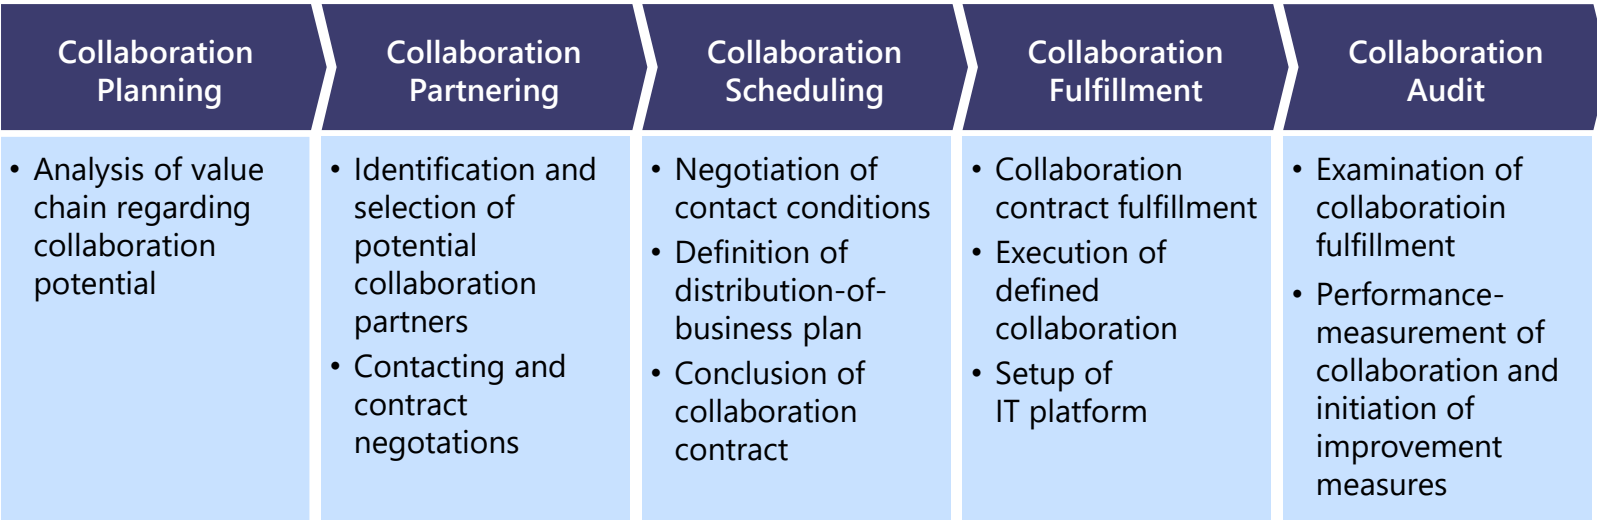 Collaboration
Planning
Collaboration
Partnering
Collaboration
Scheduling
Collaboration
Fulfillment
Collaboration
Audit
• Analysis of value
chain regarding
collaboration
potential
• Identification and
selection of
potential
collaboration
partners
• Contacting and
contract
negotations
• Negotiation of
contact conditions
• Definition of
distribution-of-
business plan
• Conclusion of
collaboration
contract
• Collaboration
contract fulfillment
• Execution of
defined
collaboration
• Setup of
IT platform
• Examination of
collaboratioin
fulfillment
• Performance-
measurement of
collaboration and
initiation of
improvement
measures